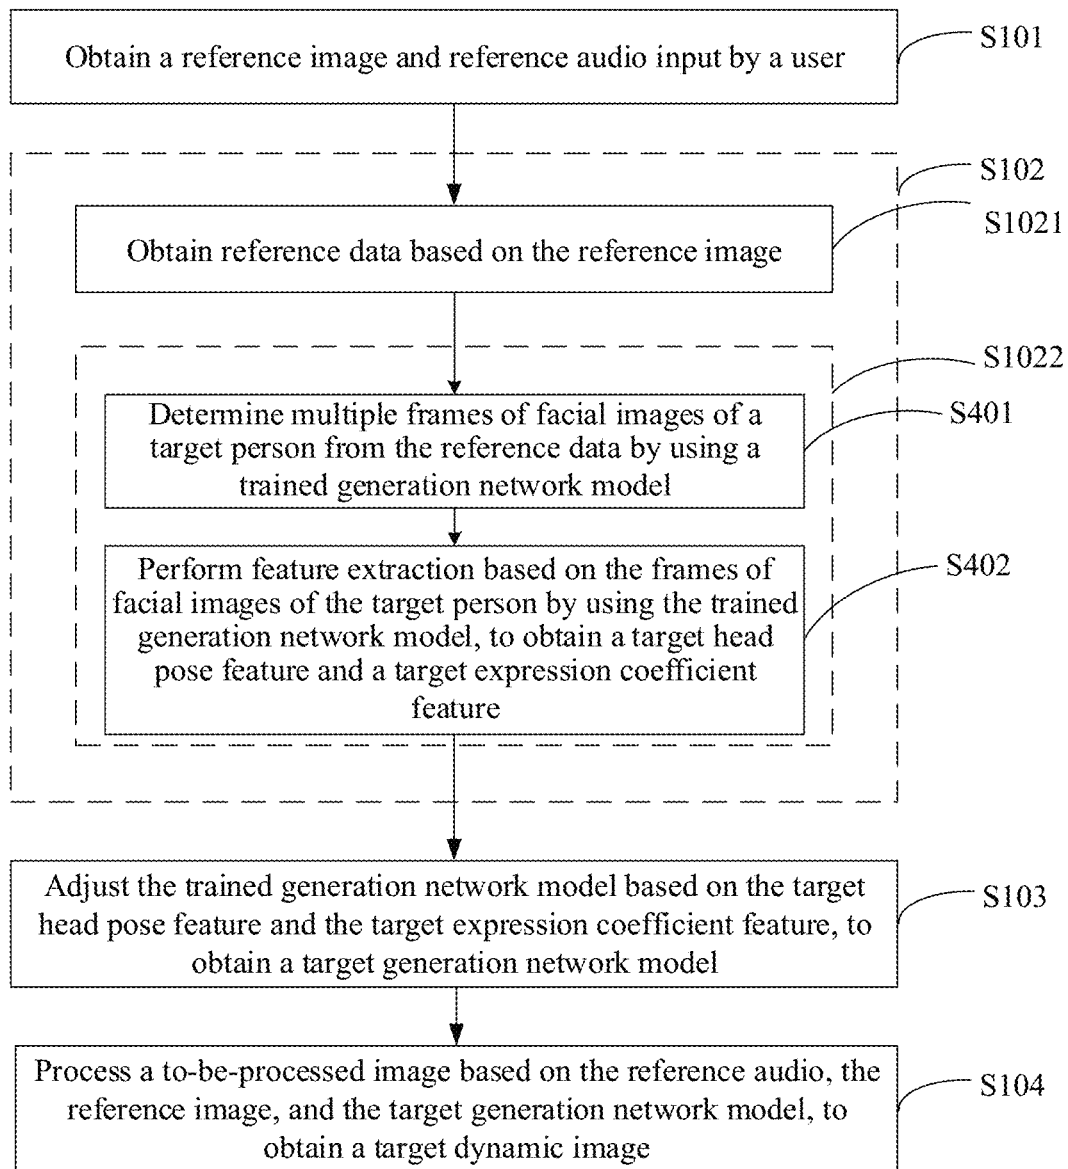 Obtain a reference image and reference audio input by a user
S101
S102
S1021
Obtain reference data based on the reference image
S1022
Determine multiple frames of facial images of a
target person from the reference data by using a
trained generation network model
S401
Perform feature extraction based on the frames of
facial images of the target person by using the trained
generation network model, to obtain a target head
pose feature and a target expression coefficient
feature
S402
Adjust the trained generation network model based on the target
head pose feature and the target expression coefficient feature, to
obtain a target generation network model
S103
Process a to-be-processed image based on the reference audio, the
reference image, and the target generation network model, to
obtain a target dynamic image
S104